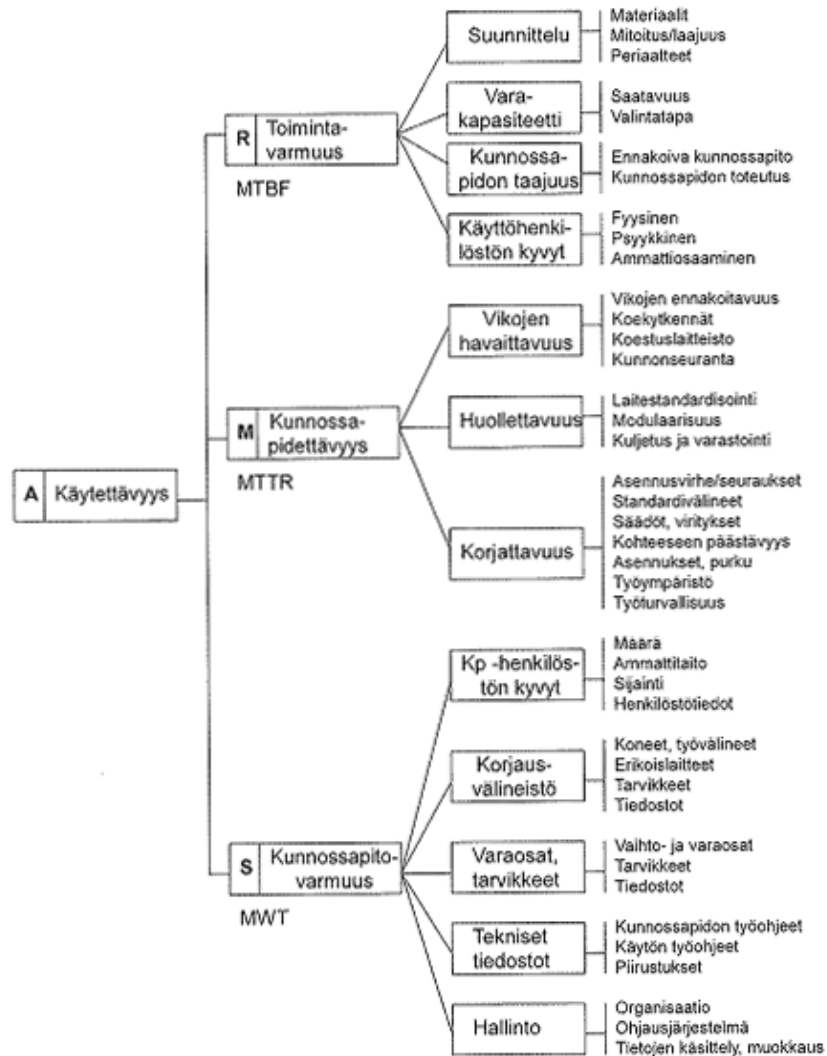 Suunnittelu
Materiaalit
Mitoitus/laajuus
Periaatteet
Vara-
kapasiteetti
Saatavuus
Valintatapa
R Toiminta-
varmuus
MTBF
Kunnossa-
pidon taajuus
Ennakoiva kunnossapito
Kunnossapidon toteutus
Käyttöhenki-
löstön kyvyt
Fyysinen
Psyykkinen
Ammattiosaaminen
Vikojen
havaittavuus
Vikojen ennakoitavuus
Koekytkennät
Koestuslaitteisto
Kunnonseuranta
M Kunnossa-
pidettävyys
MTTR
Huollettavuus
Laitestandardisointi
Modulaarisuus
Kuljetus ja varastointi
A Käytettävyys
Korjattavuus
Asennusvirhe/seuraukset
Standardivälineet
Säädöt, viritykset
Kohteeseen päästävyys
Asennukset, purku
Työympäristö
Työturvallisuus
Kp -henkilös-
tön kyvyt
Määrä
Ammattitaito
Sijainti
Henkilöstötiedot
Korjaus-
välineistö
Koneet, työvälineet
Erikoislaitteet
Tarvikkeet
Tiedostot
S Kunnossapito-
varmuus
MWT
Varaosat,
tarvikkeet
Vaihto- ja varaosat
Tarvikkeet
Tiedostot
Tekniset
tiedostot
Kunnossapidon työohjeet
Käytön työohjeet
Piirustukset
Hallinto
Organisaatio
Ohjausjärjestelmä
Tietojen käsittely, muokkaus